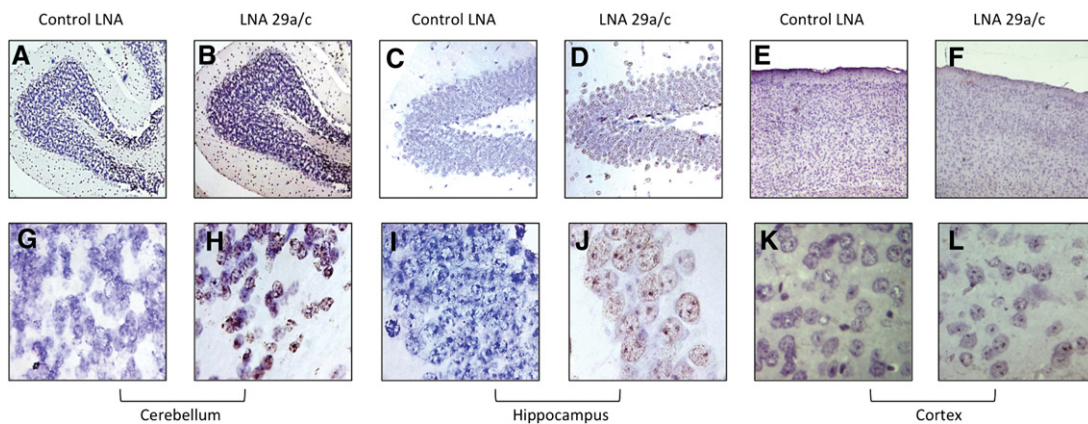 Control LNA LNA 29a/c Control LNA LNA 29a/c Control LNA LNA 29a/c
A B C D E F
G H I J K L
Cerebellum Hippocampus Cortex